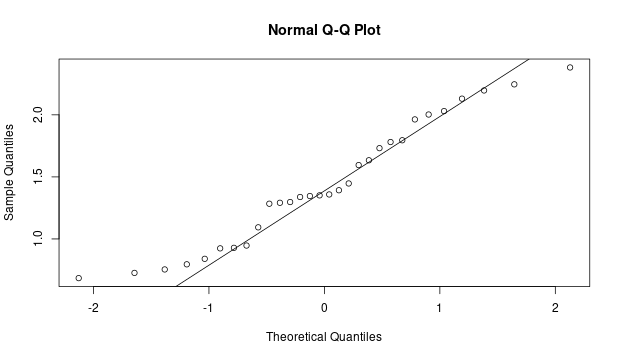 Normal Q-Q Plot
Sample Quantiles
2.0
1.5
1.0
-2 -1 0 1 2
Theoretical Quantiles